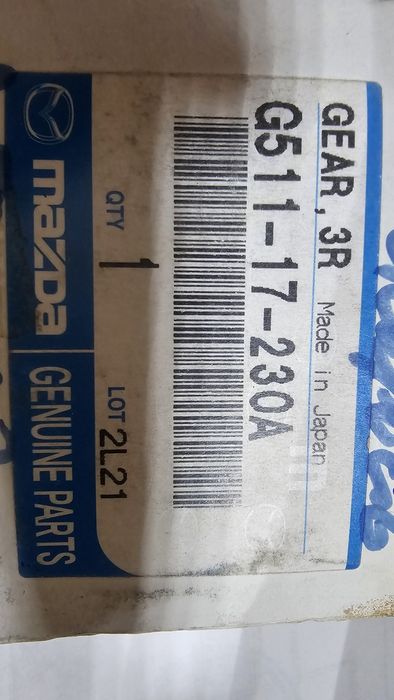 GEAR, 3R Made in Japan
G511-17-230A
QTY LOT
1 2L21
mazda GENUINE PARTS